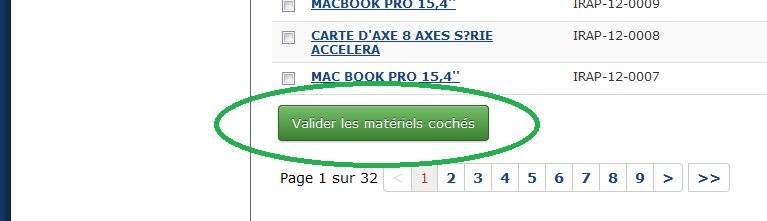 MACBOOK PRO 15,4'' IRAP-12-0009
CARTE D'AXE 8 AXES S?RIE IRAP-12-0008
ACCELERA
MAC BOOK PRO 15,4'' IRAP-12-0007
Valider les matériels cochés
Page 1 sur 32 < 1 2 3 4 5 6 7 8 9 > >>